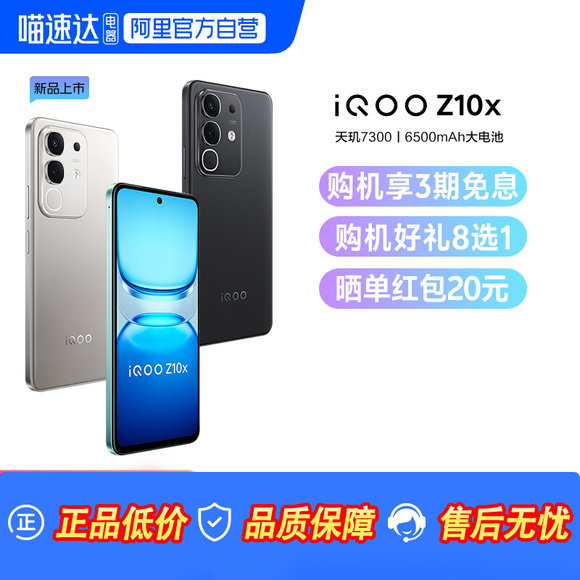 喵速达电器 阿里官方自营
新品上市
iQOO Z10x
天玑7300 | 6500mAh大电池
购机享3期免息
购机好礼8选1
晒单红包20元
iQOO
iQOO
iQOO Z10x
正 正品低价 品质保障 售后无忧